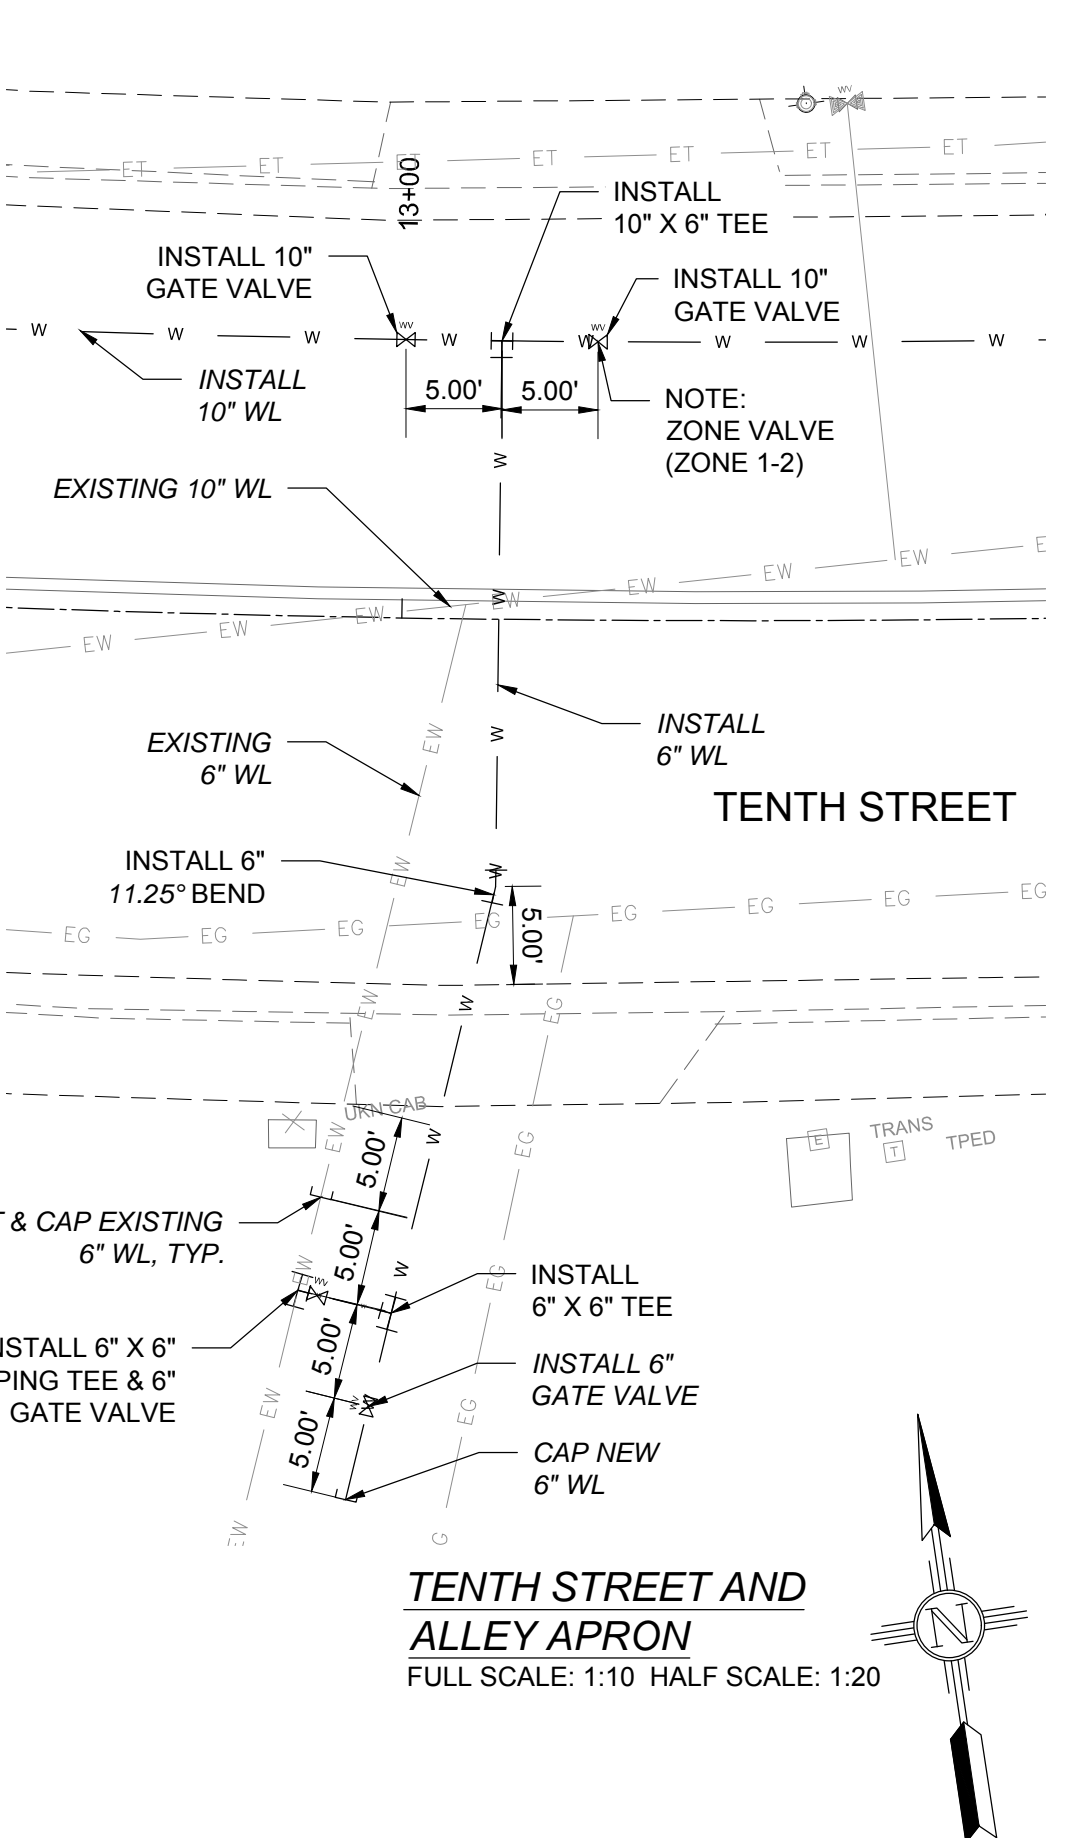 WV
ET ET ET ET ET ET ET
13+00
INSTALL
10" X 6" TEE
INSTALL 10"
GATE VALVE
INSTALL 10"
GATE VALVE
WV
WV
W W W W W W W W
INSTALL
10" WL
5.00' 5.00'
NOTE:
ZONE VALVE
(ZONE 1-2)
W
EXISTING 10" WL
EW EW EW EW EW EW EW
W
INSTALL
6" WL
EW
W
EXISTING
6" WL
TENTH STREET
INSTALL 6"
11.25° BEND
EW
W
EG EG EG EG EG EG EG EG
5.00'
EW
W
EG
UKN CAB
EW
W
EG
5.00'
E
TRANS
T
TPED
& CAP EXISTING
6" WL, TYP.
5.00'
EW
WV
W
EG
INSTALL
6" X 6" TEE
NSTALL 6" X 6"
PING TEE & 6"
GATE VALVE
5.00'
INSTALL 6"
GATE VALVE
WV
EW
EG
5.00'
CAP NEW
6" WL
EW
G
TENTH STREET AND
ALLEY APRON
FULL SCALE: 1:10 HALF SCALE: 1:20
N